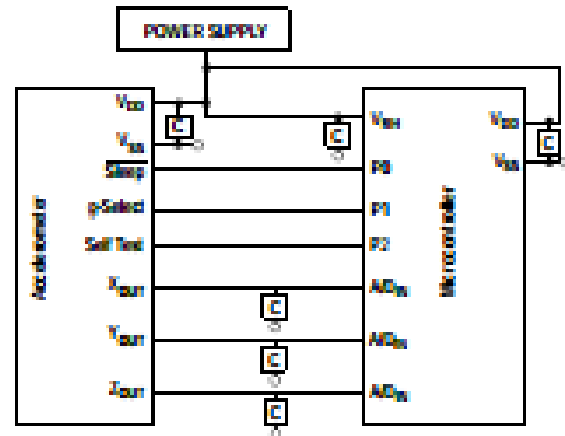 POWER SUPPLY
Accelerometer
VDD
VSS
Sleep
g-Select
Self Test
XOUT
YOUT
ZOUT
C
C
C
C
C
C
VRH
P0
P1
P2
A/DIN
A/DIN
A/DIN
Microcontroller
VDD
VSS